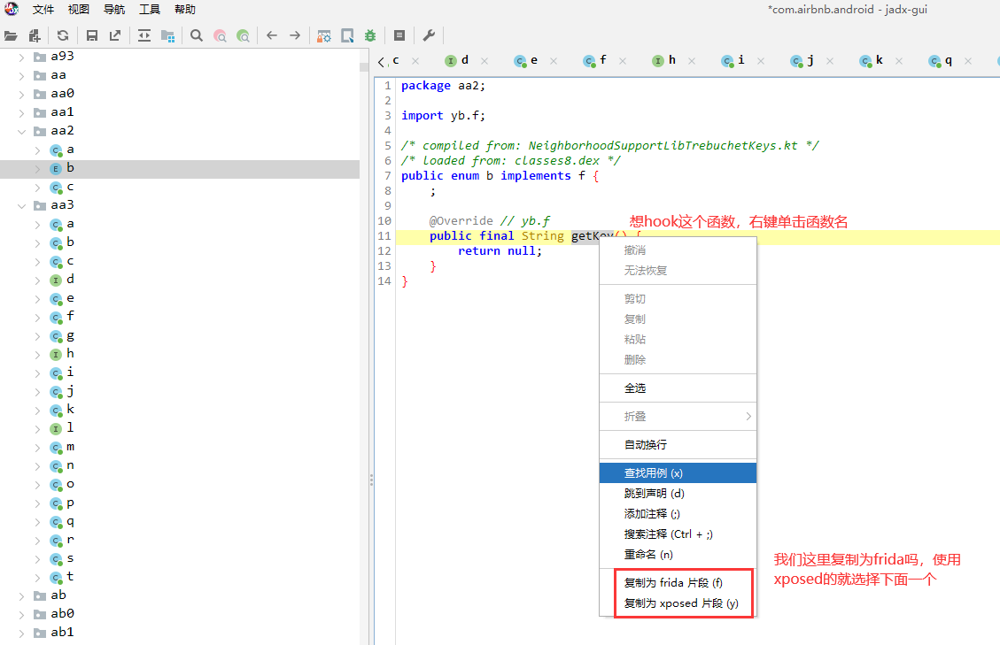 文件 视图 导航 工具 帮助
*com.airbnb.android - jadx-gui
a93
aa
aa0
aa1
aa2
a
b
c
aa3
a
b
c
d
e
f
g
h
i
j
k
l
m
n
o
p
q
r
s
t
ab
ab0
ab1
c d e f h i j k q
1 package aa2;
2
3 import yb.f;
4
5 /* compiled from: NeighborhoodSupportLibTrebuchetKeys.kt */
6 /* loaded from: classes8.dex */
7 public enum b implements f {
8 ;
9
10 @Override // yb.f
想hook这个函数，右键单击函数名
11 public final String getKey() {
12 return null;
13 }
14 }
撤消
无法恢复
剪切
复制
粘贴
删除
全选
折叠
自动换行
查找用例 (x)
跳到声明 (d)
添加注释 (;)
搜索注释 (Ctrl + ;)
重命名 (n)
复制为 frida 片段 (f)
复制为 xposed 片段 (y)
我们这里复制为frida吗，使用
xposed的就选择下面一个